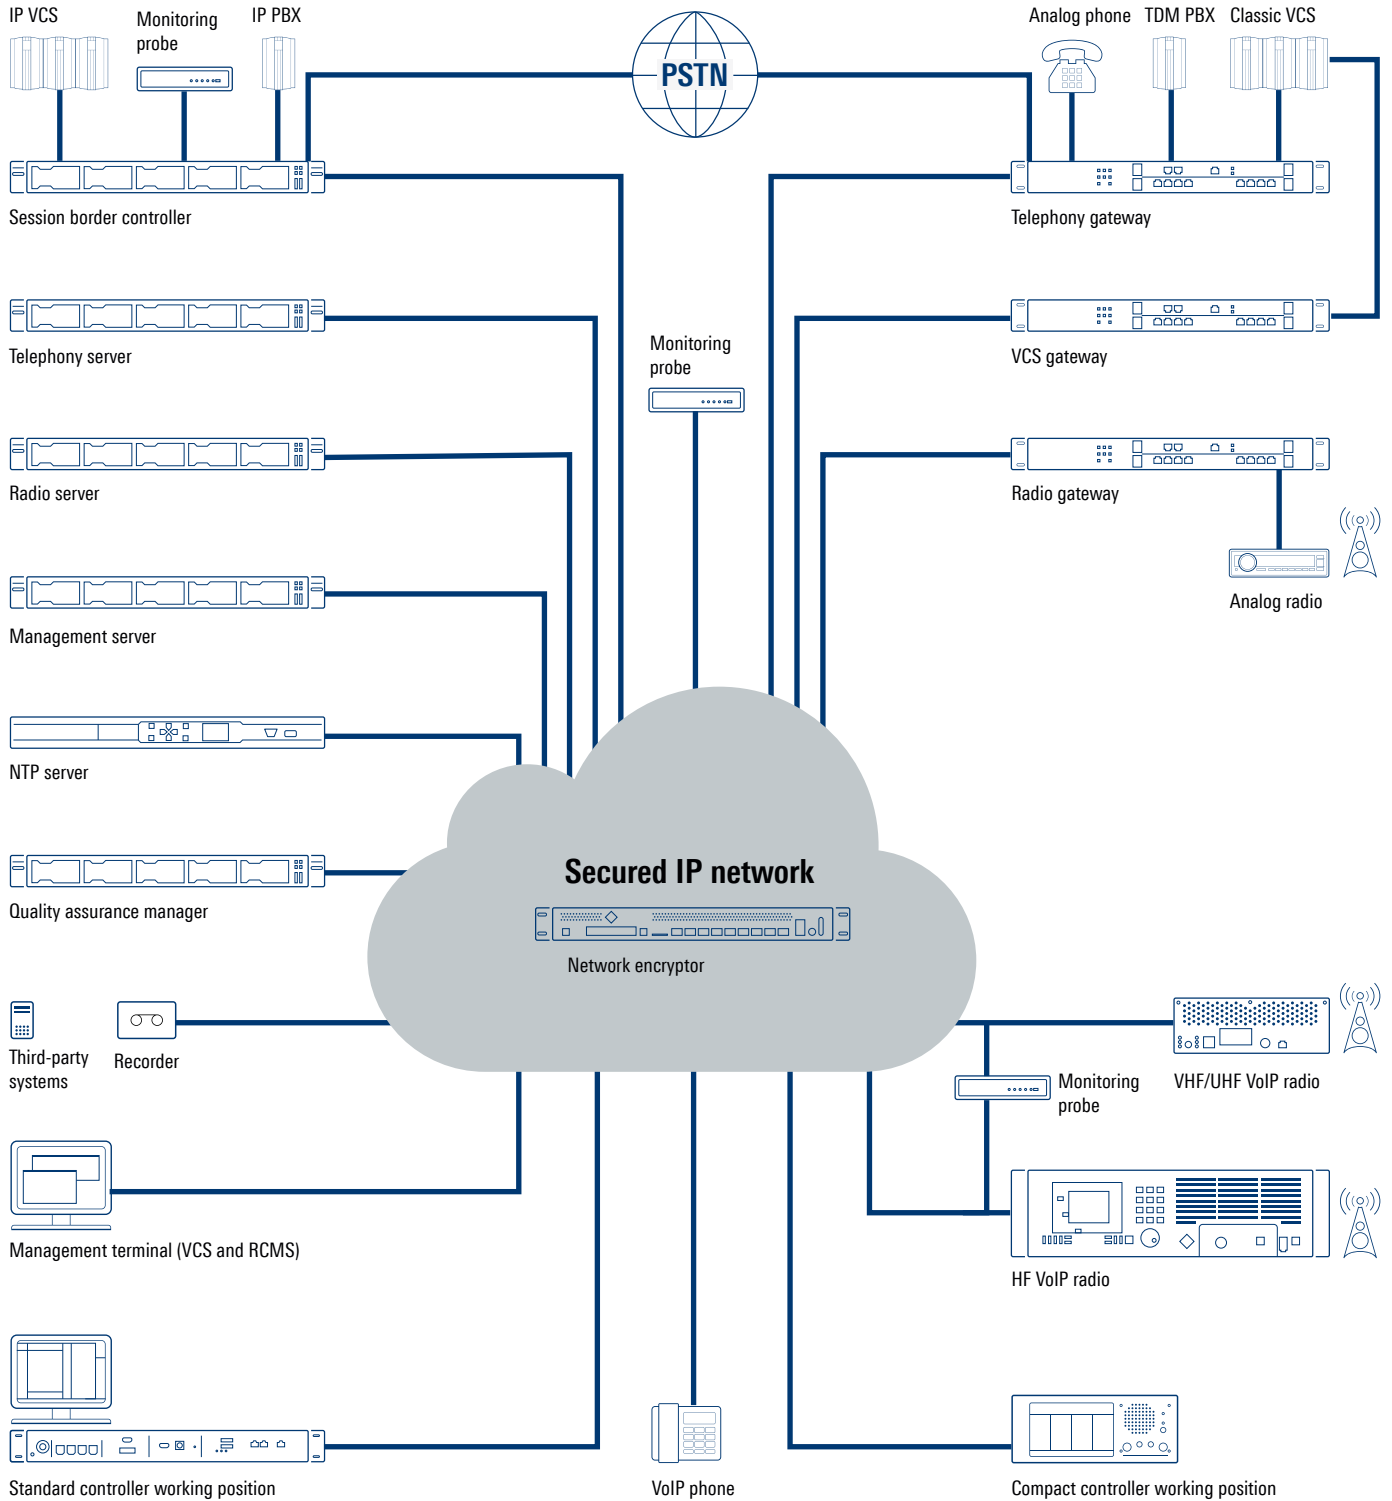 IP VCS
Monitoring
probe
IP PBX
PSTN
Analog phone
TDM PBX
Classic VCS
Session border controller
Telephony gateway
Telephony server
Monitoring
probe
VCS gateway
Radio server
Radio gateway
Analog radio
Management server
NTP server
Secured IP network
Quality assurance manager
Network encryptor
Third-party
systems
Recorder
Monitoring
probe
VHF/UHF VoIP radio
Management terminal (VCS and RCMS)
HF VoIP radio
Standard controller working position
VoIP phone
Compact controller working position